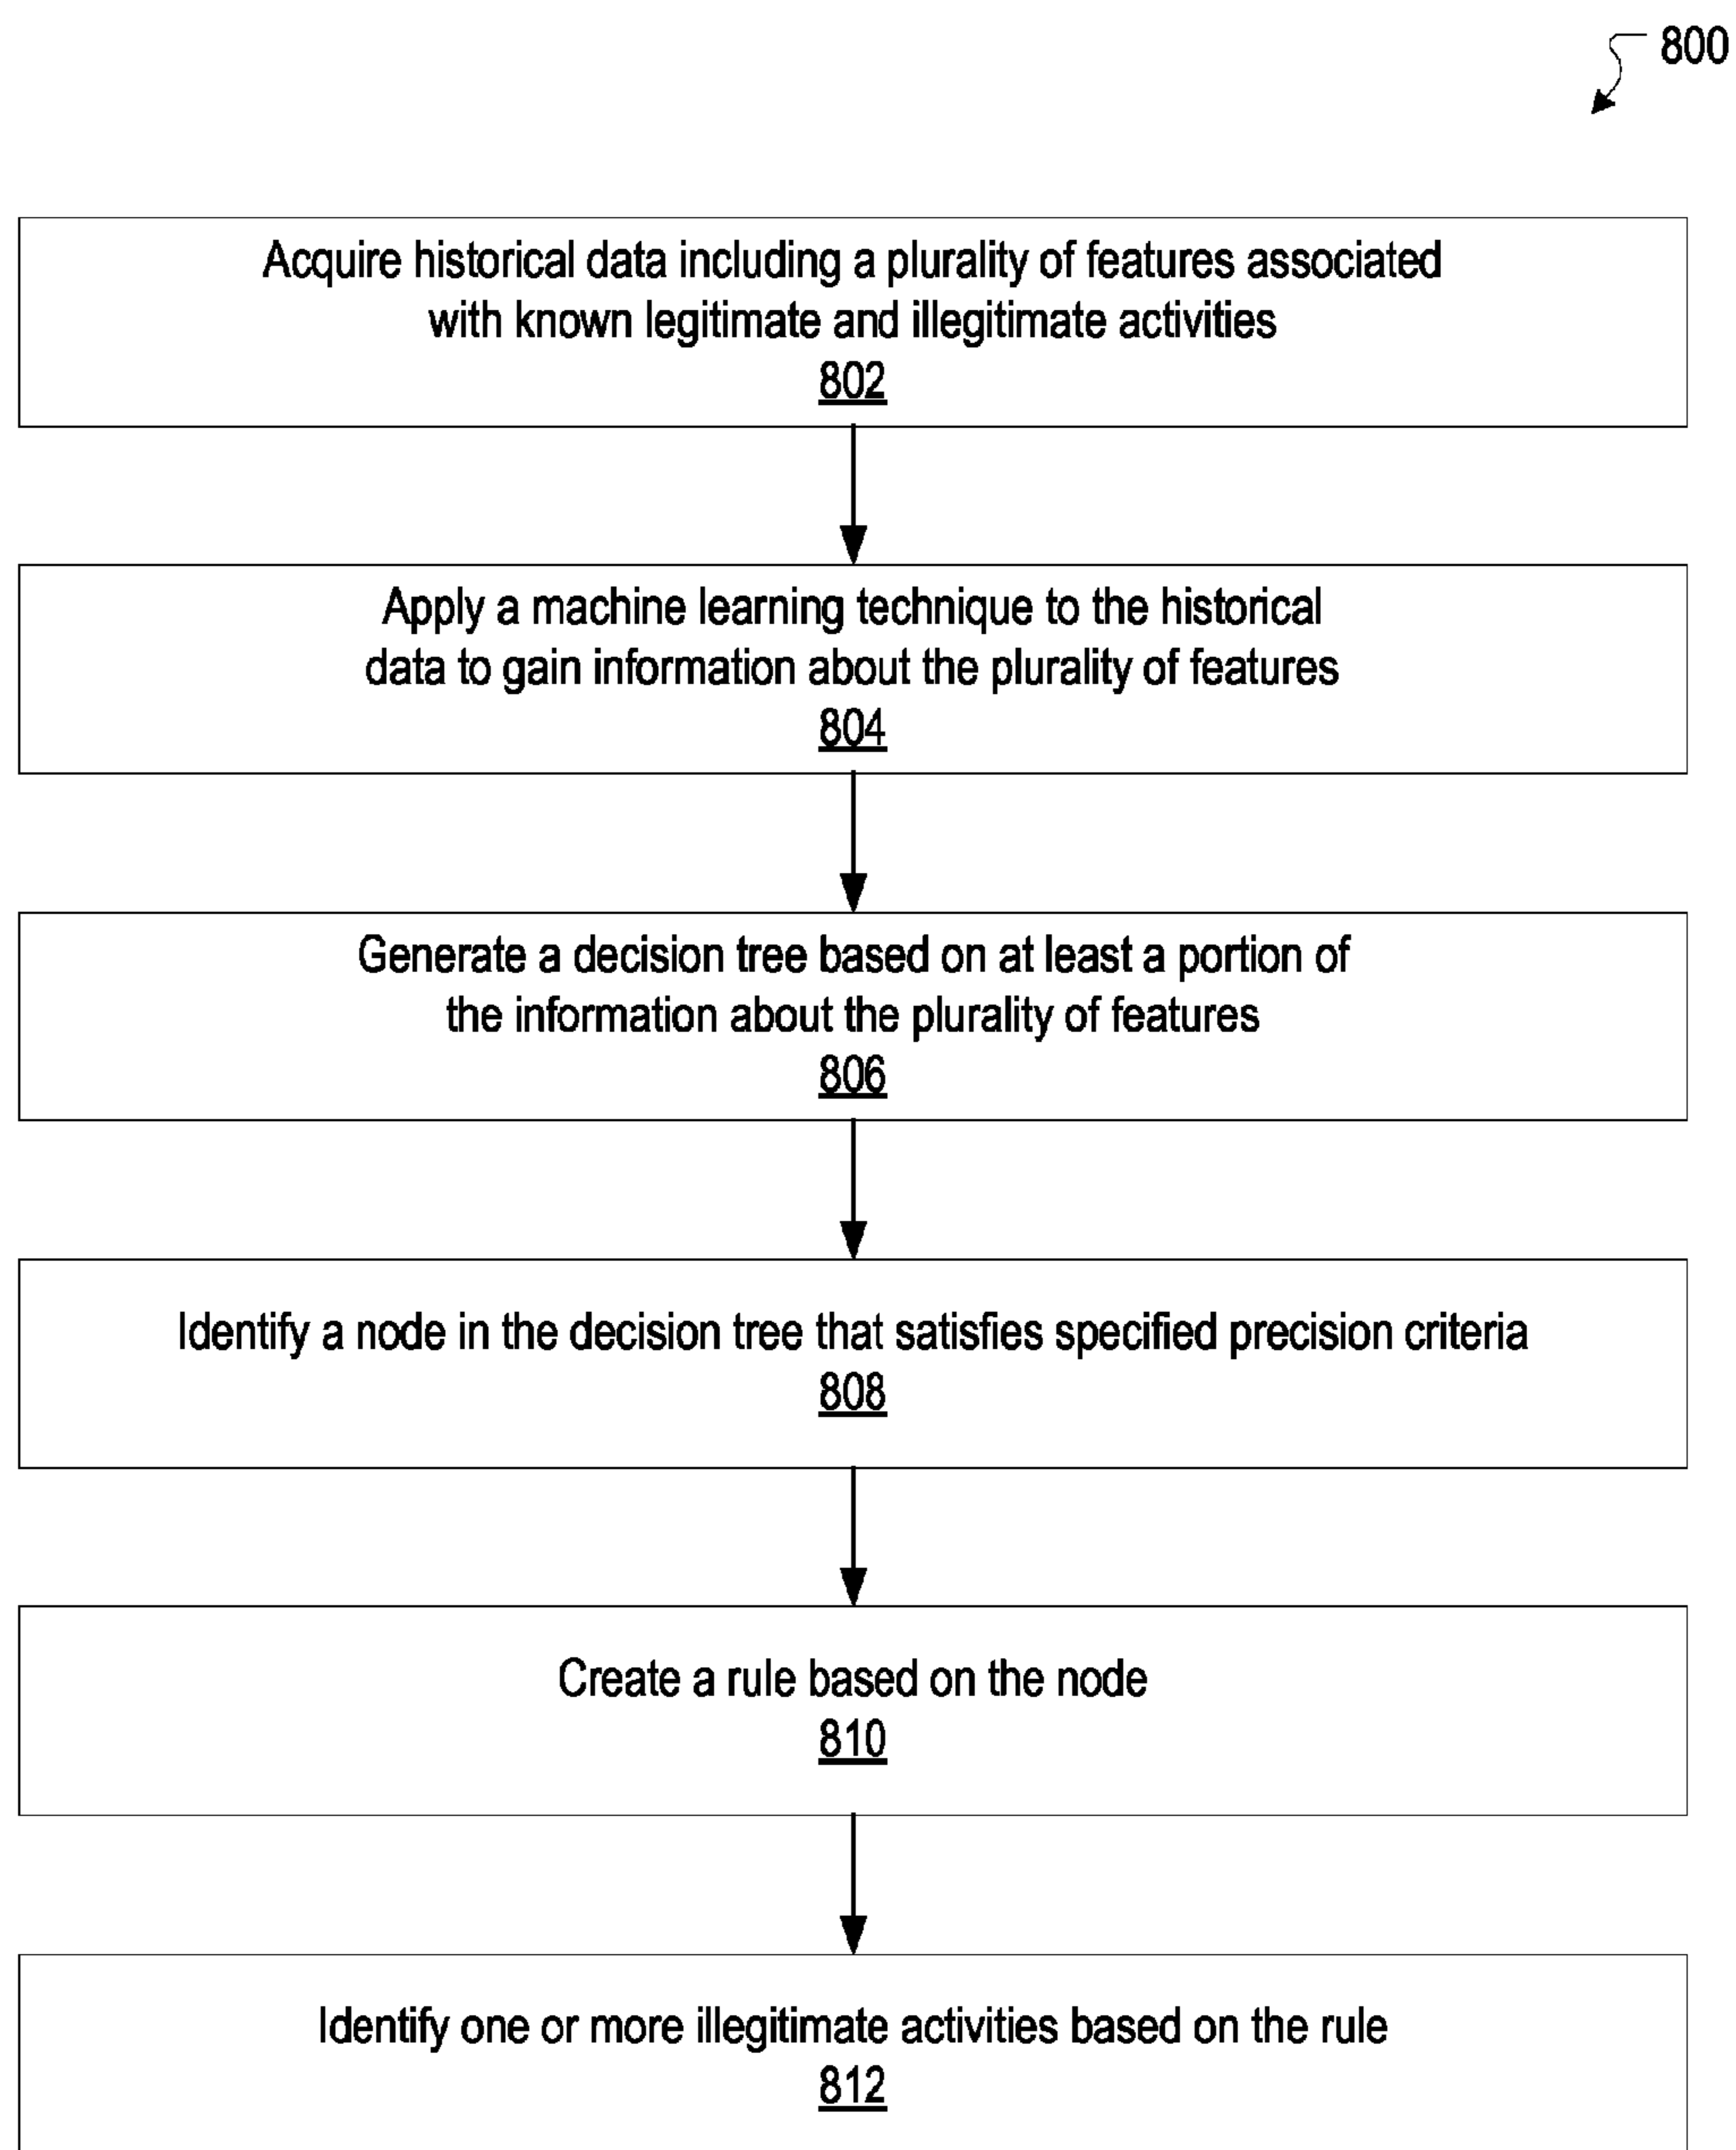 800
Acquire historical data including a plurality of features associated
with known legitimate and illegitimate activities
802
Apply a machine learning technique to the historical
data to gain information about the plurality of features
804
Generate a decision tree based on at least a portion of
the information about the plurality of features
806
Identify a node in the decision tree that satisfies specified precision criteria
808
Create a rule based on the node
810
Identify one or more illegitimate activities based on the rule
812